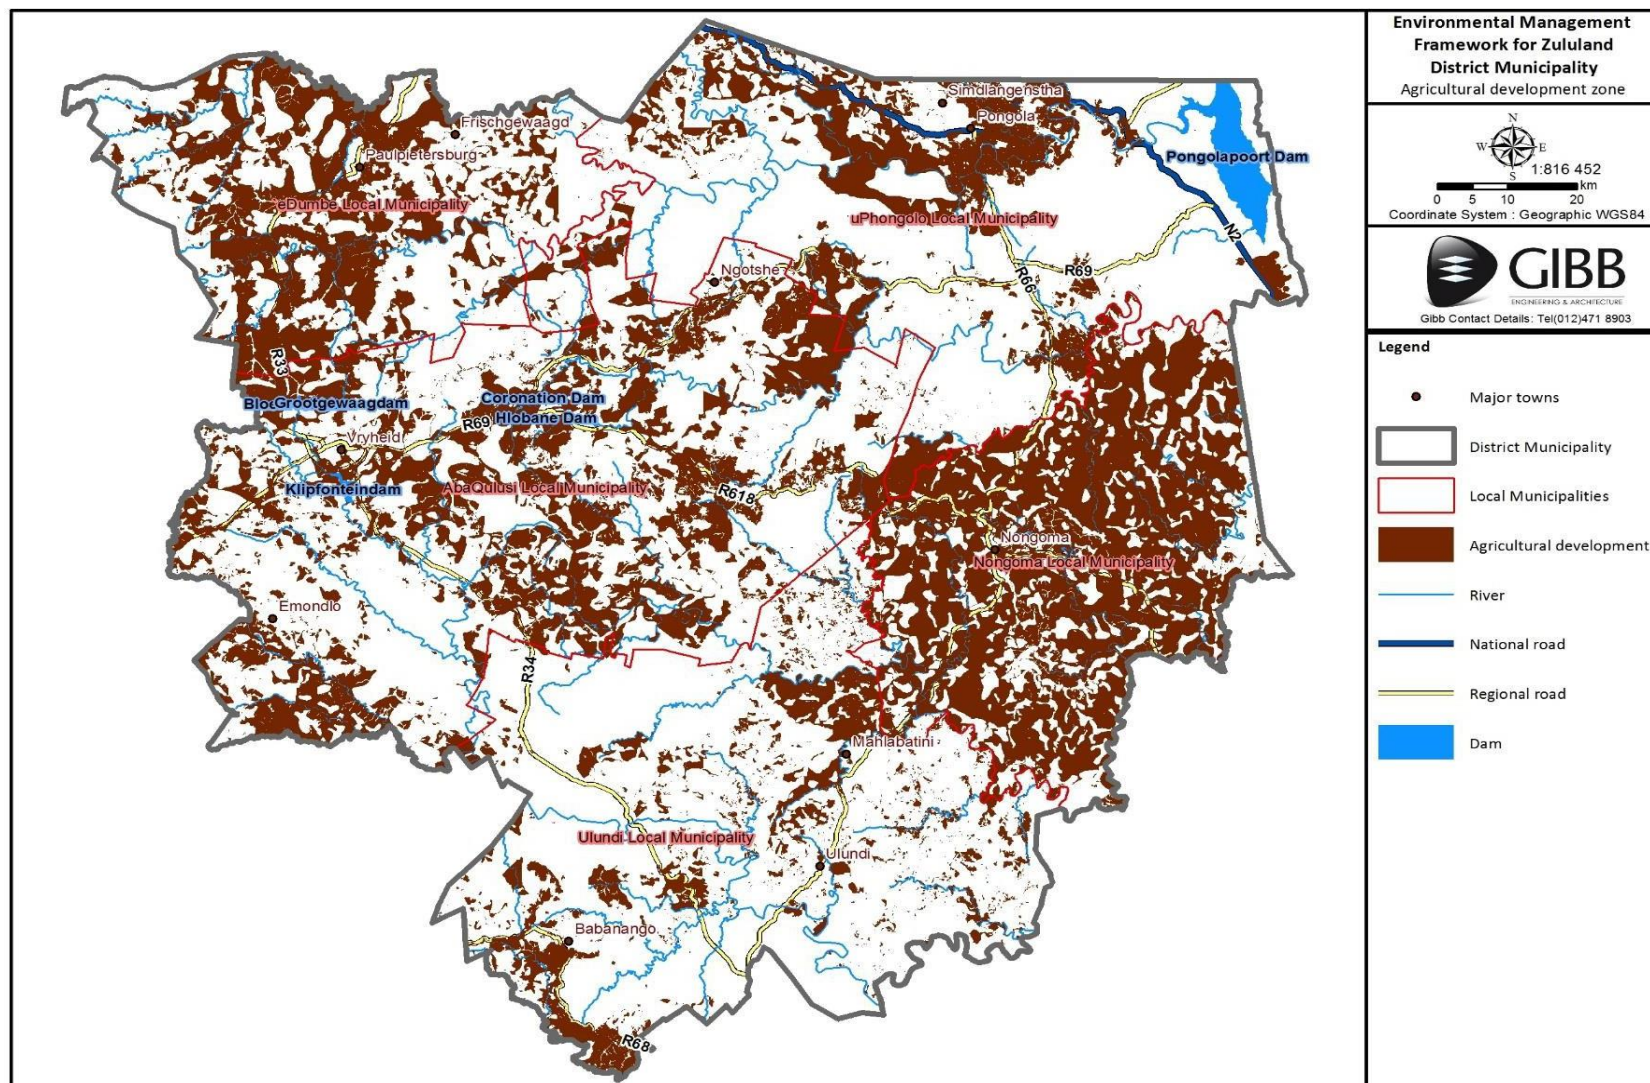 Environmental Management
Framework for Zululand
District Municipality
Agricultural development zone
N
W E
S
1:816 452
km
0 5 10 20
Coordinate System : Geographic WGS84
GIBB
ENGINEERING & ARCHITECTURE
Gibb Contact Details: Tel(012)471 8903
Legend
Major towns
District Municipality
Local Municipalities
Agricultural development
River
National road
Regional road
Dam
Simdlangenstha
Pongola
Frischgewaagd
Paulpietersburg
Pongolapoort Dam
eDumbe Local Municipality
uPhongolo Local Municipality
N2
Ngotshe
R69
R66
R33
Coronation Dam
Grootgewaagdam
Hlobane Dam
R69
Vryheid
Klipfonteindam
AbaQulusi Local Municipality
R618
Nongoma
Nongoma Local Municipality
Emondlo
R34
Mahlabatini
Ulundi Local Municipality
Ulundi
Babanango
R68